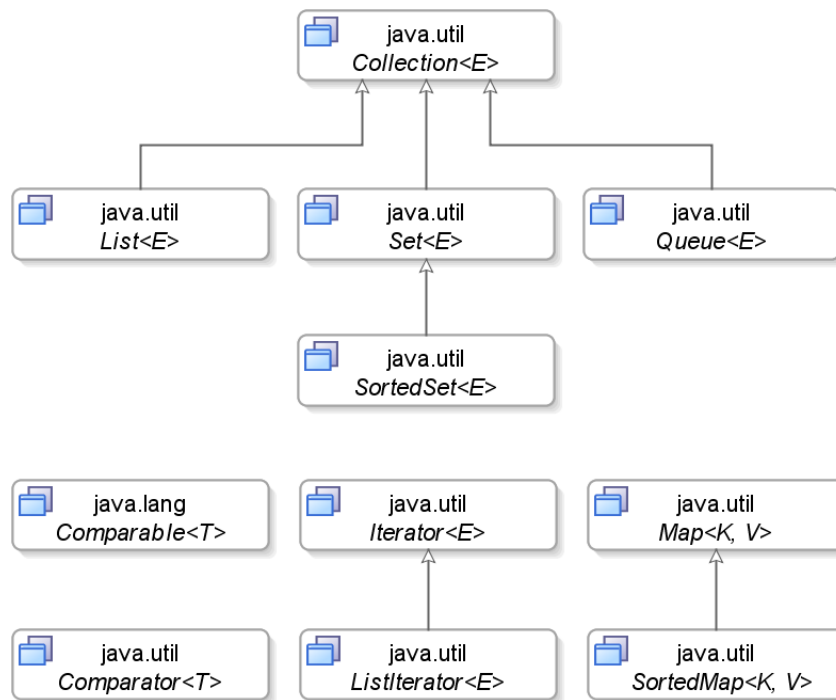 java.util
Collection<E>
java.util
List<E>
java.util
Set<E>
java.util
Queue<E>
java.util
SortedSet<E>
java.lang
Comparable<T>
java.util
Iterator<E>
java.util
Map<K, V>
java.util
Comparator<T>
java.util
ListIterator<E>
java.util
SortedMap<K, V>